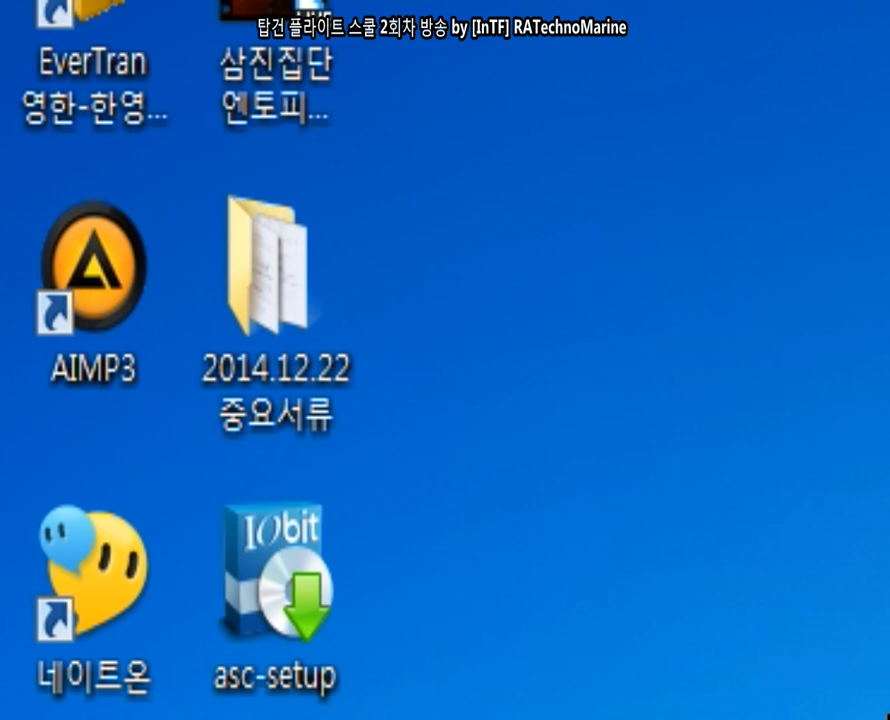 탑건 플라이트 스쿨 2회차 방송 by [InTF] RATechnoMarine
EverTran
영한-한영...
삼진집단
엔토피...
AIMP3
2014.12.22
중요서류
IObit
네이트온
asc-setup